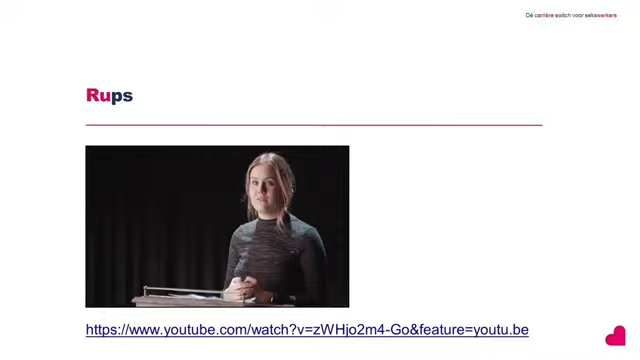 Dé carrière switch voor sekswerkers
Rups
https://www.youtube.com/watch?v=zWHjo2m4-Go&feature=youtu.be